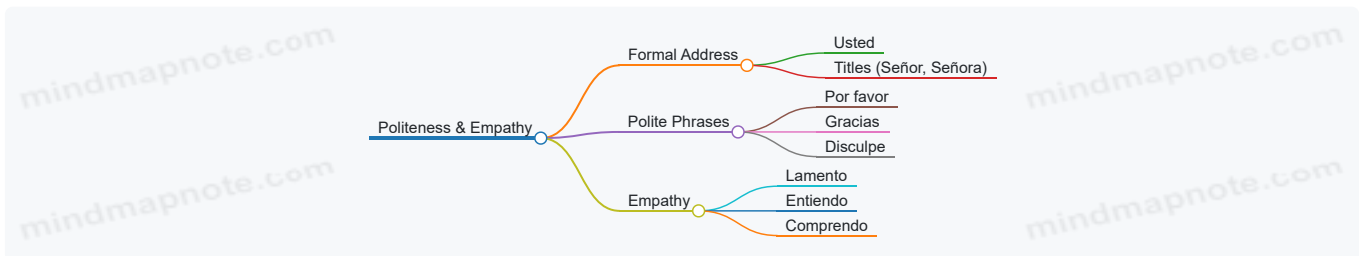 Politeness & Empathy
Formal Address
Usted
Titles (Señor, Señora)
Polite Phrases
Por favor
Gracias
Disculpe
Empathy
Lamento
Entiendo
Comprendo
mindmapnote.com
mindmapnote.com
mindmapnote.com
mindmapnote.com